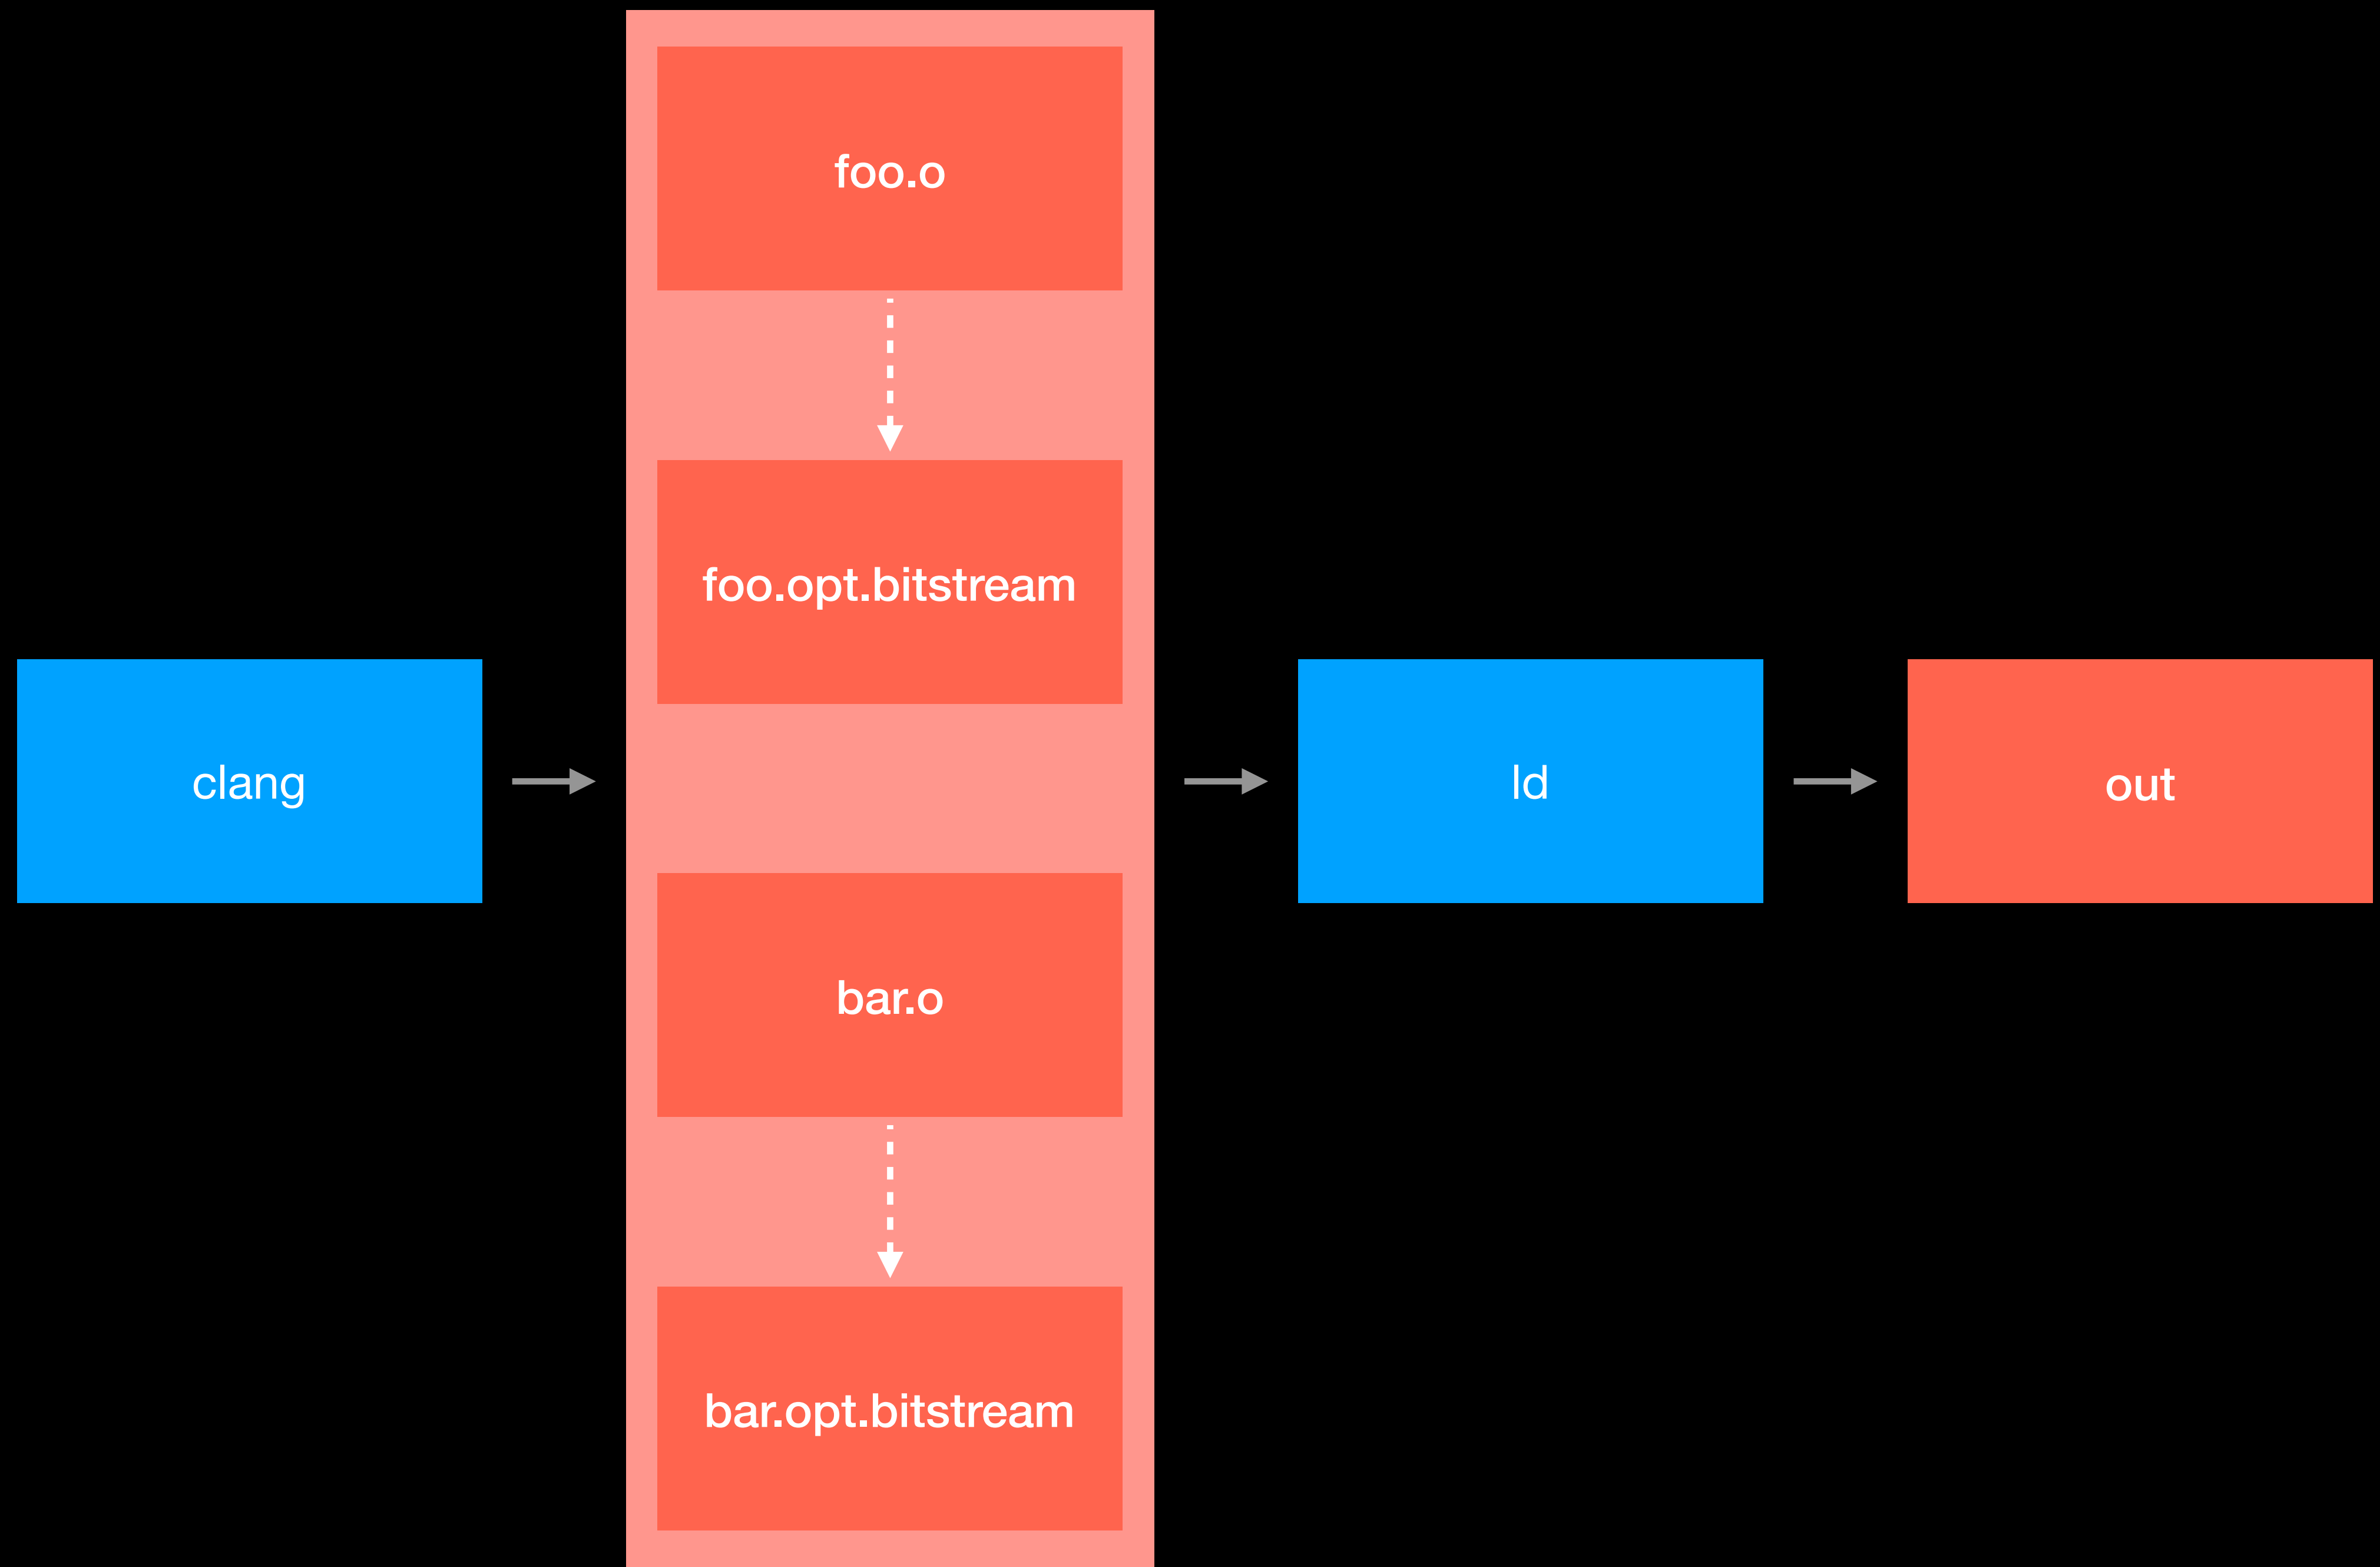 clang
foo.o
foo.opt.bitstream
bar.o
bar.opt.bitstream
ld
out